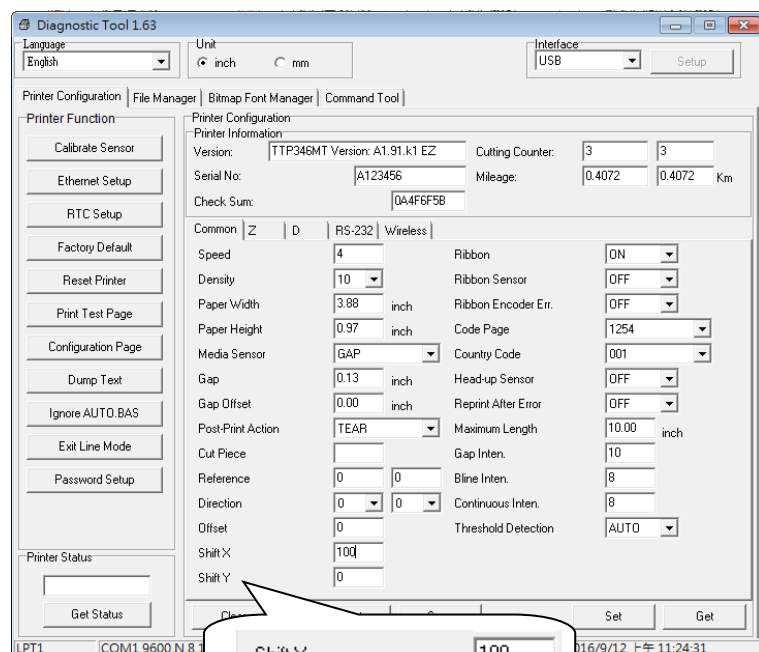 Diagnostic Tool 1.63
Language
English
Unit
inch
mm
Interface
USB
Setup
Printer Configuration
File Manager
Bitmap Font Manager
Command Tool
Printer Function
Calibrate Sensor
Ethernet Setup
RTC Setup
Factory Default
Reset Printer
Print Test Page
Configuration Page
Dump Text
Ignore AUTO.BAS
Exit Line Mode
Password Setup
Printer Status
Get Status
Printer Configuration
Printer Information
Version: TTP346MT Version: A1.91.k1 EZ
Cutting Counter: 3 3
Serial No: A123456
Mileage: 0.4072 0.4072 Km
Check Sum: 0A4F6F5B
Common Z D RS-232 Wireless
Speed 4
Density 10
Paper Width 3.88 inch
Paper Height 0.97 inch
Media Sensor GAP
Gap 0.13 inch
Gap Offset 0.00 inch
Post-Print Action TEAR
Cut Piece
Reference 0 0
Direction 0 0
Offset 0
Shift X 100
Shift Y 0
Ribbon ON
Ribbon Sensor OFF
Ribbon Encoder Err. OFF
Code Page 1254
Country Code 001
Head-up Sensor OFF
Reprint After Error OFF
Maximum Length 10.00 inch
Gap Inten. 10
Bline Inten. 8
Continuous Inten. 8
Threshold Detection AUTO
Set
Get
LPT1
COM1 9600 N 8 1
016/9/12 上午 11:24:31
100